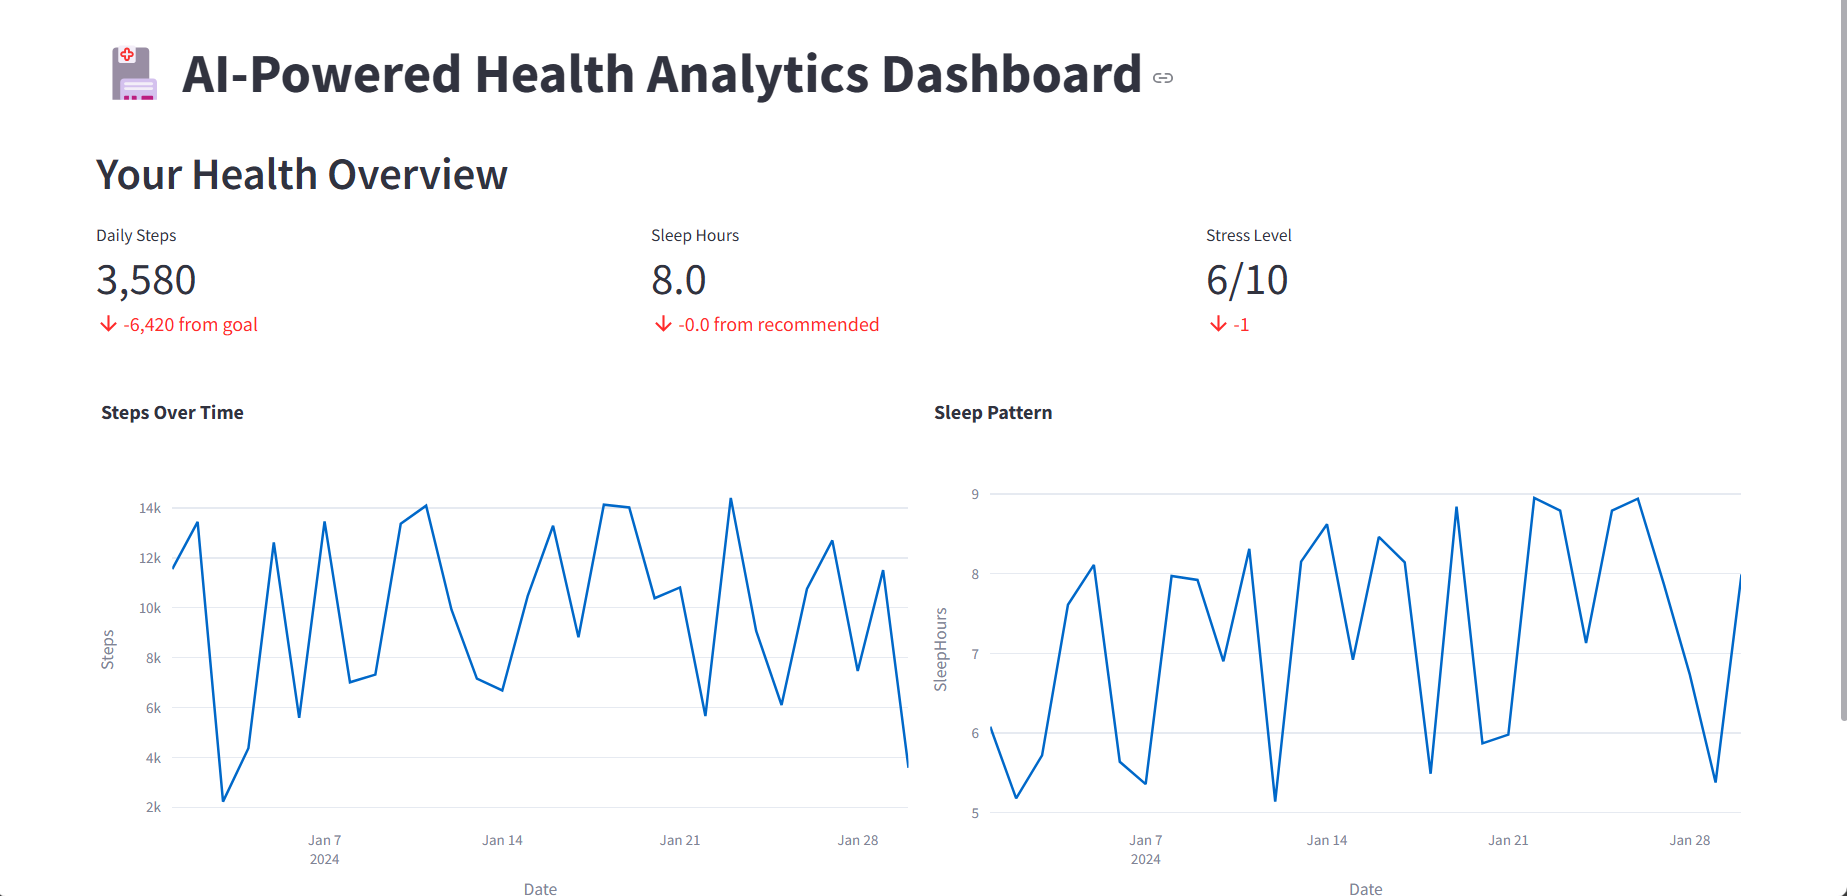 AI-Powered Health Analytics Dashboard
Your Health Overview
Daily Steps
3,580
-6,420 from goal
Sleep Hours
8.0
-0.0 from recommended
Stress Level
6/10
-1
Steps Over Time
14k
12k
10k
8k
6k
4k
2k
Steps
Jan 7
2024
Jan 14
Jan 21
Jan 28
Date
Sleep Pattern
9
8
7
6
5
SleepHours
Jan 7
2024
Jan 14
Jan 21
Jan 28
Date